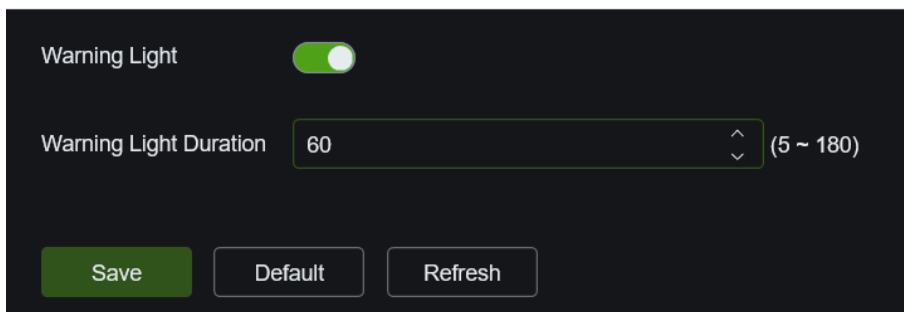 Warning Light
Warning Light Duration 60 (5 ~ 180)
Save Default Refresh